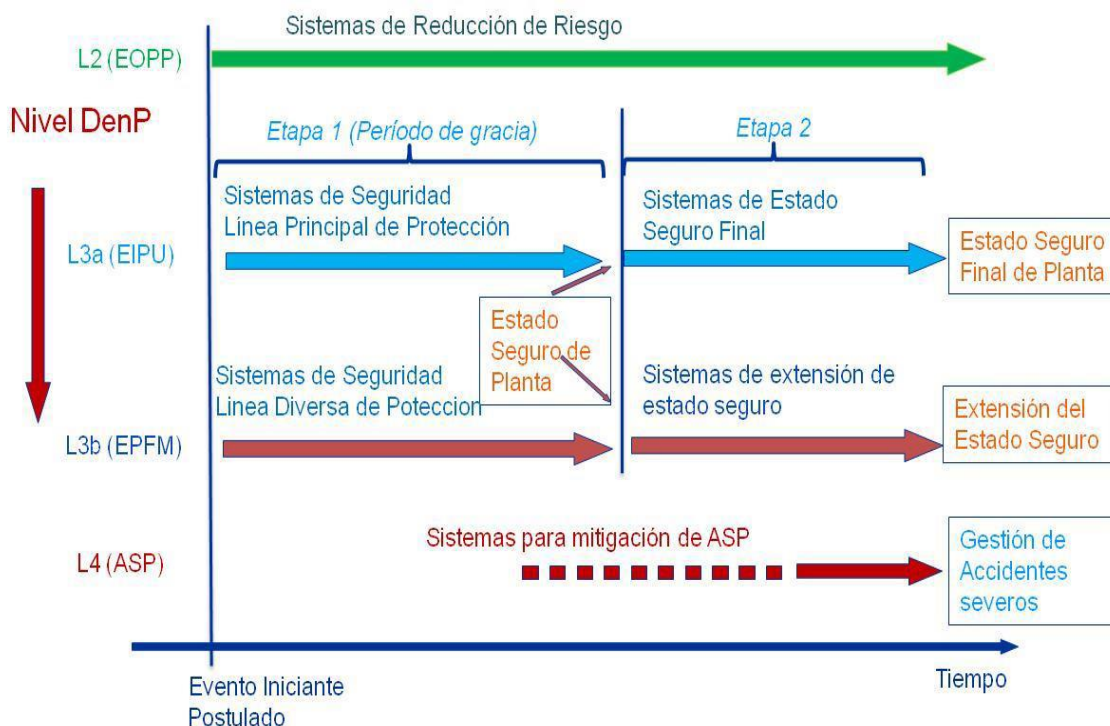 Sistemas de Reducción de Riesgo
L2 (EOPP)
Nivel DenP
Etapa 1 (Período de gracia)
Etapa 2
Sistemas de Seguridad
Línea Principal de Protección
Sistemas de Estado
Seguro Final
L3a (EIPU)
Estado Seguro
Final de Planta
Estado
Seguro de
Planta
Sistemas de Seguridad
Linea Diversa de Poteccion
Sistemas de extensión de
estado seguro
L3b (EPFM)
Extensión del
Estado Seguro
Sistemas para mitigación de ASP
L4 (ASP)
Gestión de
Accidentes
severos
Evento Iniciante
Postulado
Tiempo